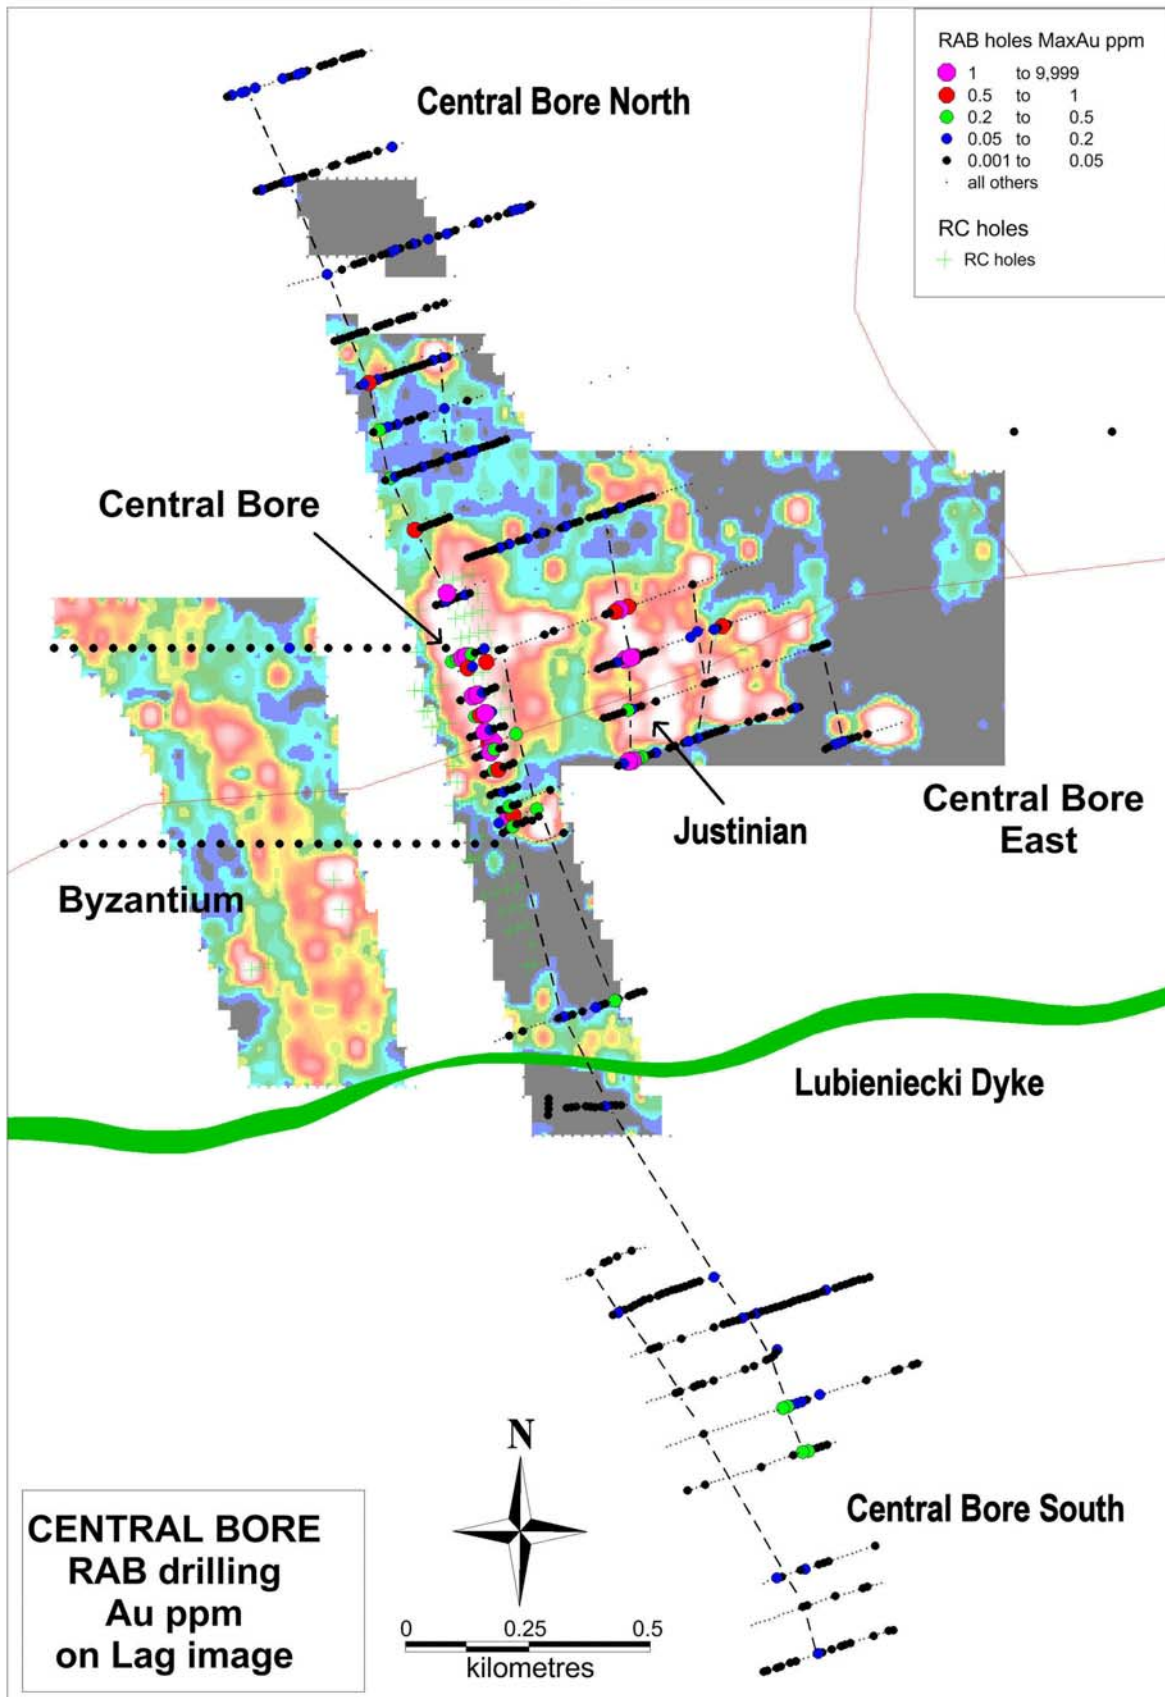 RAB holes MaxAu ppm
1 to 9,999
0.5 to 1
0.2 to 0.5
0.05 to 0.2
0.001 to 0.05
all others
RC holes
RC holes
Central Bore North
Central Bore
Justinian
Central Bore
East
Byzantium
Lubieniecki Dyke
Central Bore South
N
CENTRAL BORE
RAB drilling
Au ppm
on Lag image
0 0.25 0.5
kilometres